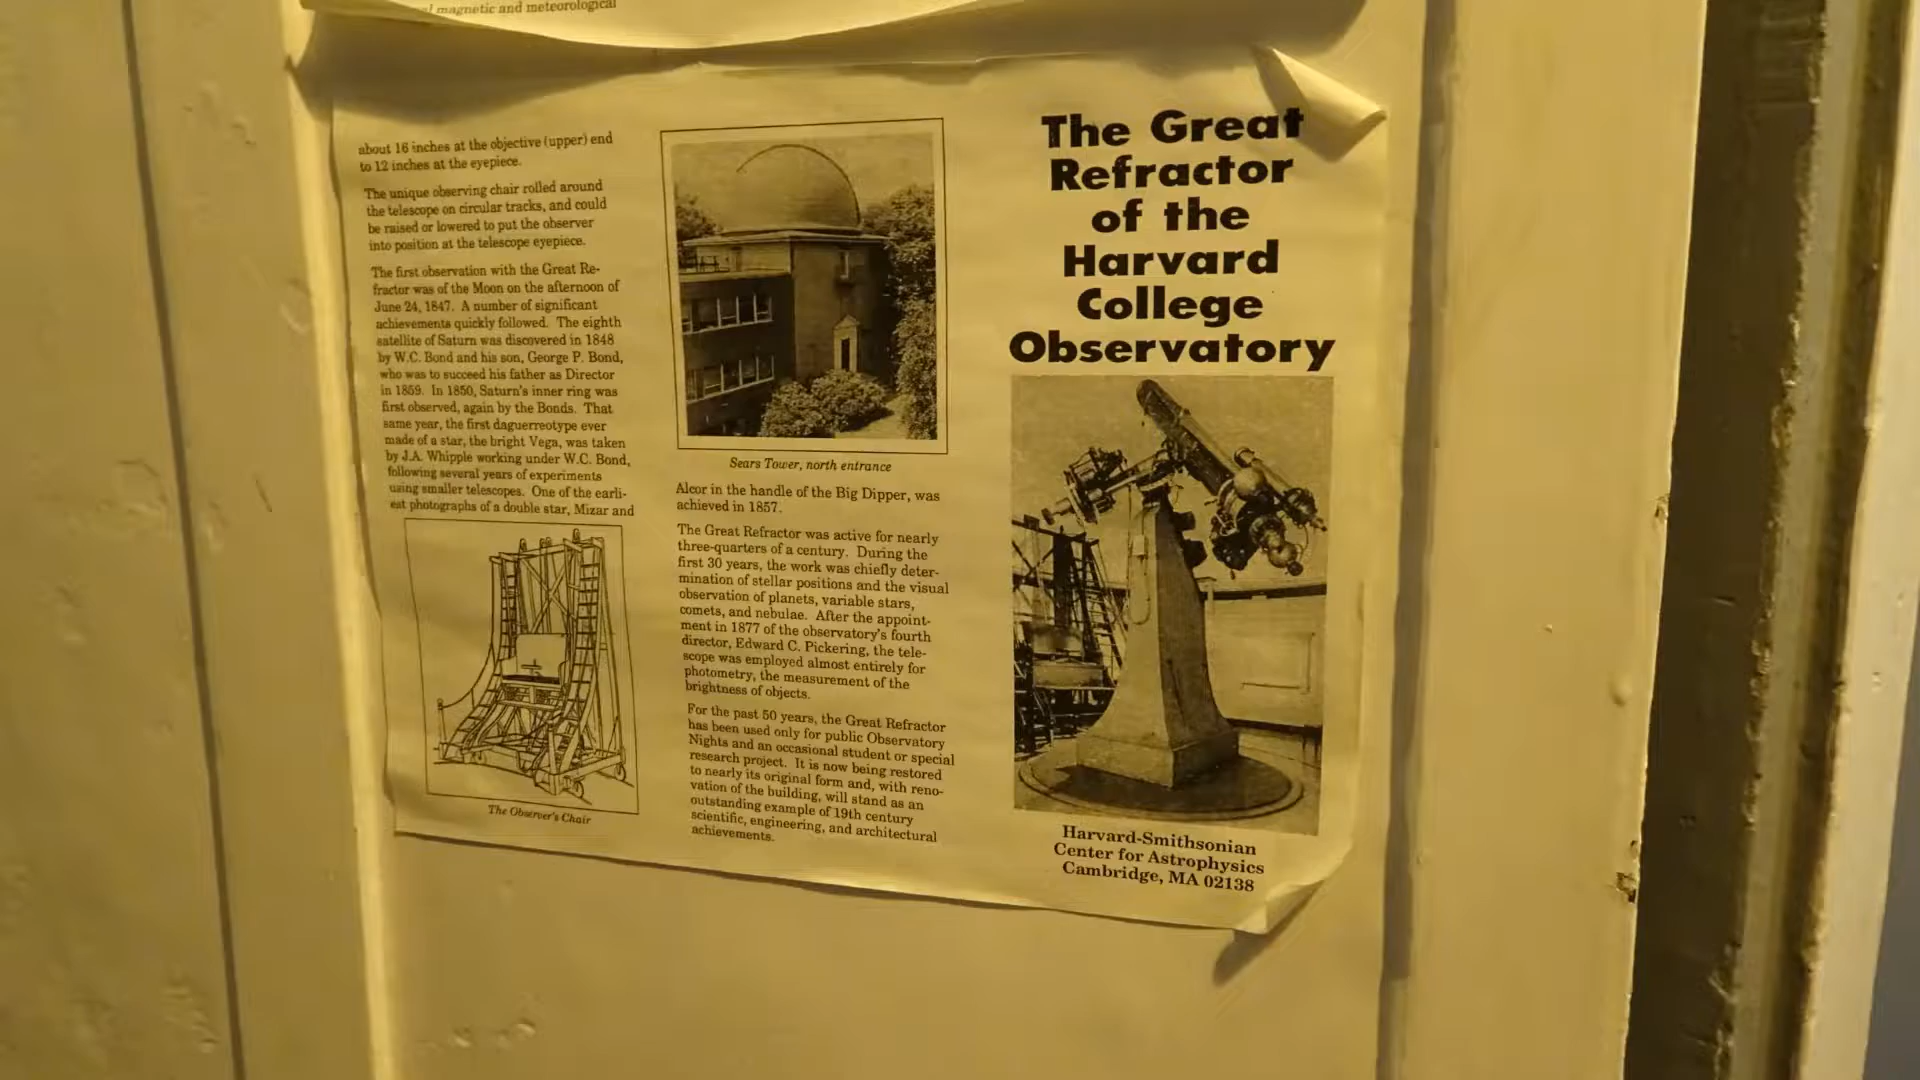 magnetic and meteorological
about 16 inches at the objective (upper) end
to 12 inches at the eyepiece.
The unique observing chair rolled around
the telescope on circular tracks, and could
be raised or lowered to put the observer
into position at the telescope eyepiece.
The first observation with the Great Re-
fractor was of the Moon on the afternoon of
June 24, 1847. A number of significant
achievements quickly followed. The eighth
satellite of Saturn was discovered in 1848
by W.C. Bond and his son, George P. Bond,
who was to succeed his father as Director
in 1859. In 1850, Saturn's inner ring was
first observed, again by the Bonds. That
same year, the first daguerreotype ever
made of a star, the bright Vega, was taken
by J.A. Whipple working under W.C. Bond,
following several years of experiments
using smaller telescopes. One of the earli-
est photographs of a double star, Mizar and
The Observer's Chair
Sears Tower, north entrance
Alcor in the handle of the Big Dipper, was
achieved in 1857.
The Great Refractor was active for nearly
three-quarters of a century. During the
first 30 years, the work was chiefly deter-
mination of stellar positions and the visual
observation of planets, variable stars,
comets, and nebulae. After the appoint-
ment in 1877 of the observatory's fourth
director, Edward C. Pickering, the tele-
scope was employed almost entirely for
photometry, the measurement of the
brightness of objects.
For the past 50 years, the Great Refractor
has been used only for public Observatory
Nights and an occasional student or special
research project. It is now being restored
to nearly its original form and, with reno-
vation of the building, will stand as an
outstanding example of 19th century
scientific, engineering, and architectural
achievements.
The Great
Refractor
of the
Harvard
College
Observatory
Harvard-Smithsonian
Center for Astrophysics
Cambridge, MA 02138